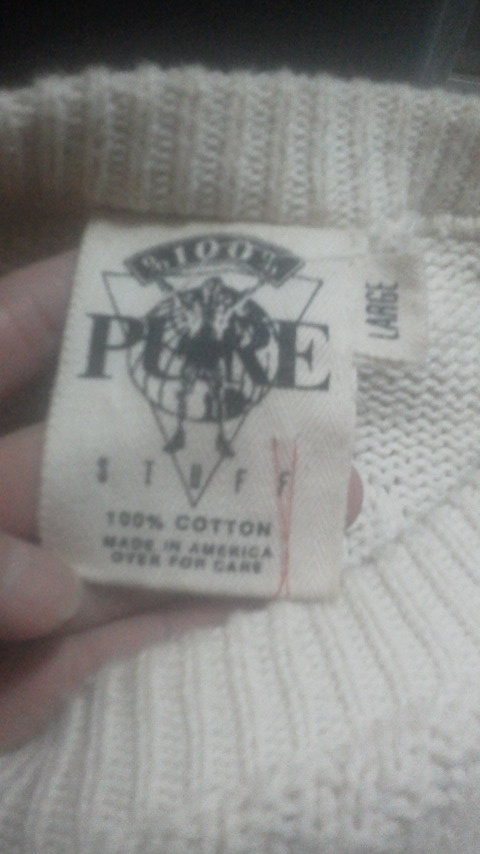 %100%
PURE
STUFF
100% COTTON
MADE IN AMERICA
OVER FOR CARE
LARGE